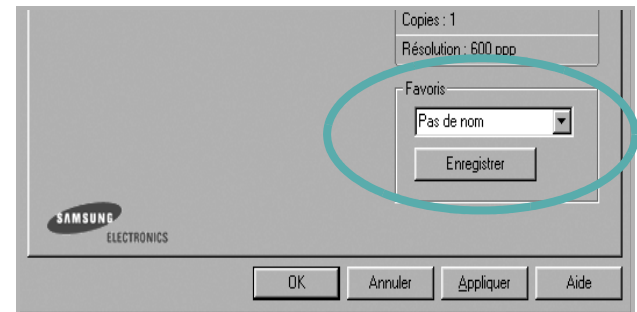 Copies : 1
Résolution : 600 ppp
Favoris
Pas de nom
Enregistrer
SAMSUNG
ELECTRONICS
OK Annuler Appliquer Aide